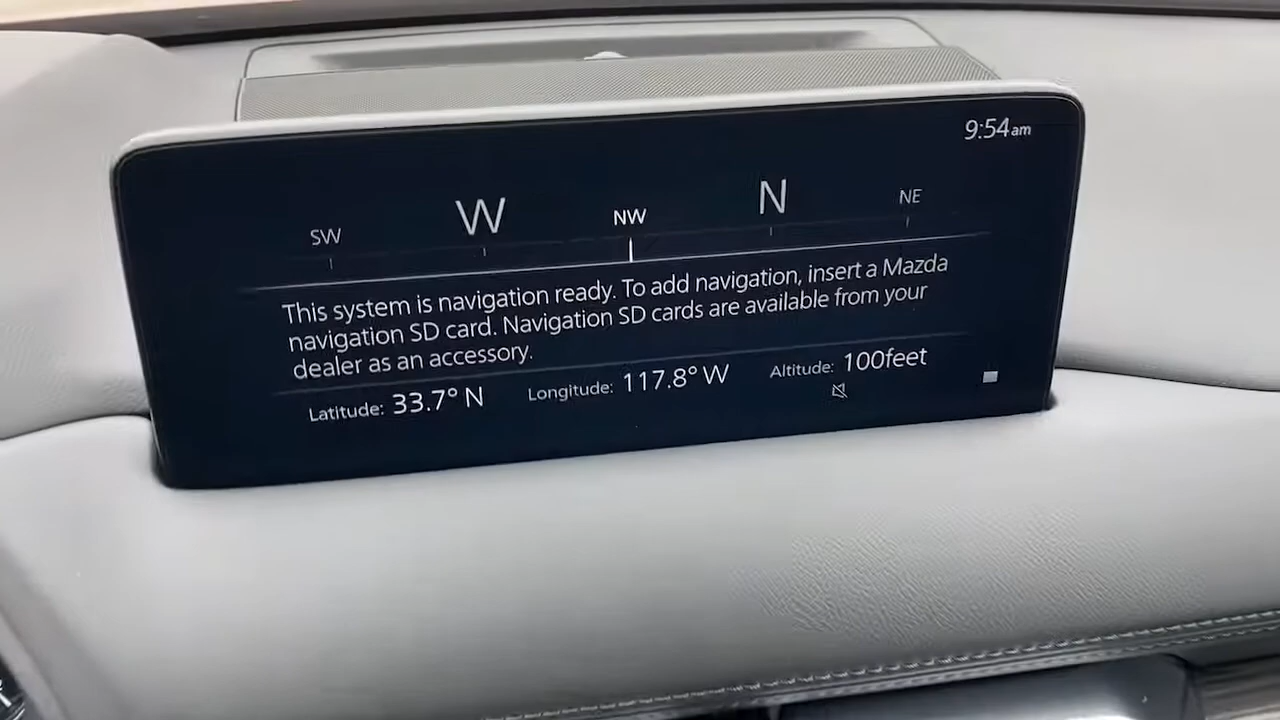 9:54am
SW W NW N NE
This system is navigation ready. To add navigation, insert a Mazda
navigation SD card. Navigation SD cards are available from your
dealer as an accessory.
Latitude: 33.7° N Longitude: 117.8° W Altitude: 100feet